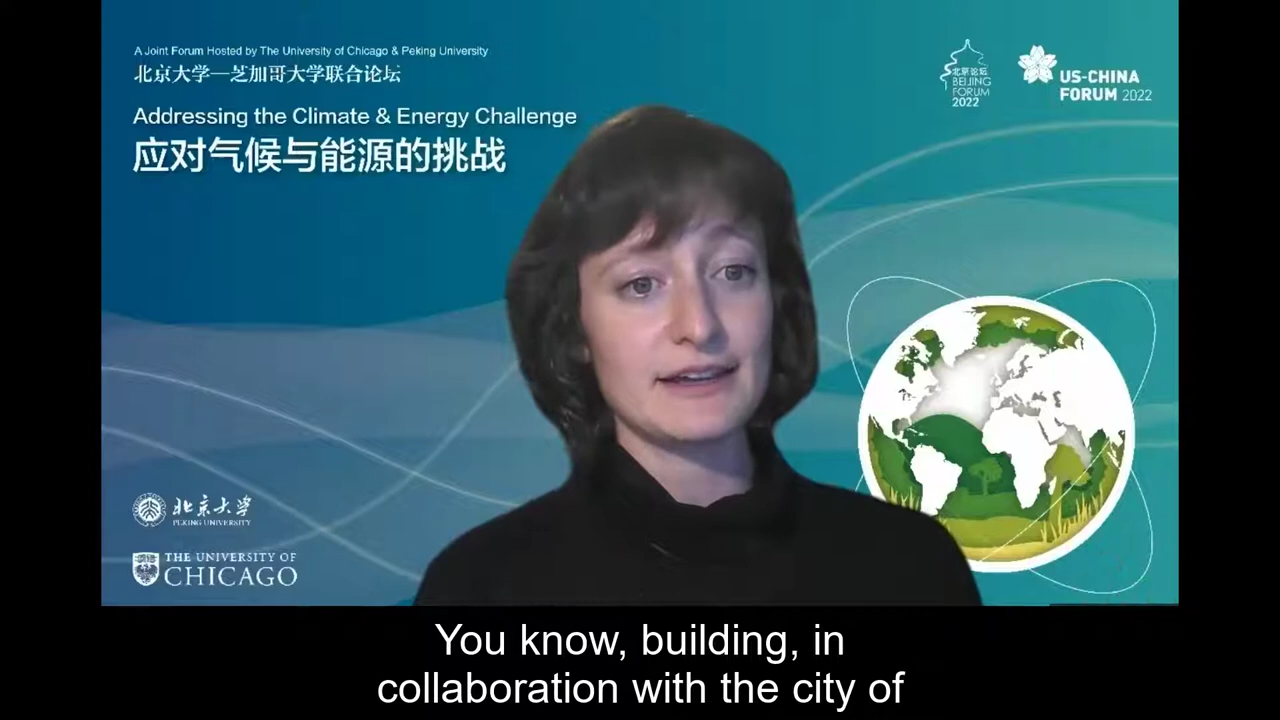 A Joint Forum Hosted by The University of Chicago & Peking University
北京大学—芝加哥大学联合论坛
Addressing the Climate & Energy Challenge
应对气候与能源的挑战
北京论坛
BEIJING
FORUM
2022
US-CHINA
FORUM 2022
北京大学
PEKING UNIVERSITY
THE UNIVERSITY OF
CHICAGO
You know, building, in
collaboration with the city of